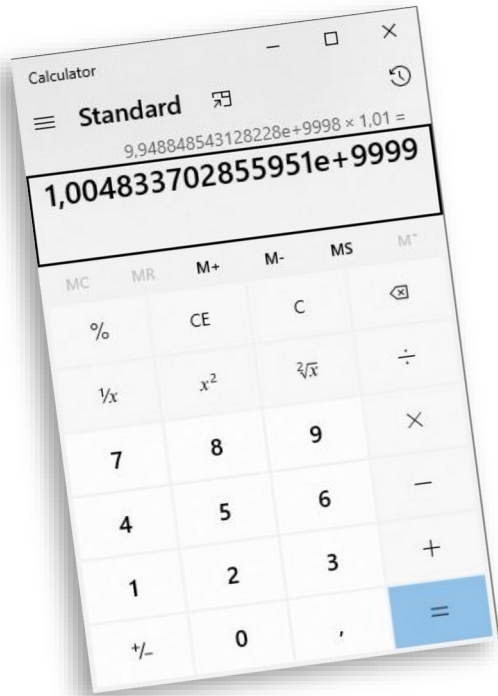 Calculator
Standard
9,948848543128228e+9998 × 1,01 =
1,004833702855951e+9999
MC MR M+ M- MS M˅
% CE C
⅟x x² ²√x ÷
7 8 9 ×
4 5 6 −
1 2 3 +
+/− 0 , =